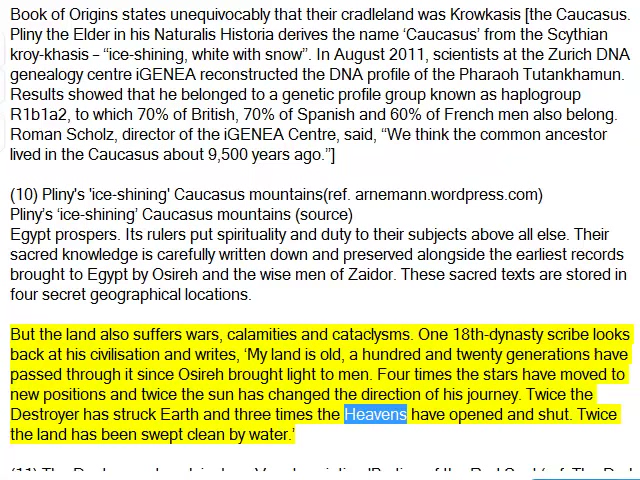 Book of Origins states unequivocably that their cradleland was Krowkasis [the Caucasus.
Pliny the Elder in his Naturalis Historia derives the name ‘Caucasus’ from the Scythian
kroy-khasis – “ice-shining, white with snow”. In August 2011, scientists at the Zurich DNA
genealogy centre iGENEA reconstructed the DNA profile of the Pharaoh Tutankhamun.
Results showed that he belonged to a genetic profile group known as haplogroup
R1b1a2, to which 70% of British, 70% of Spanish and 60% of French men also belong.
Roman Scholz, director of the iGENEA Centre, said, “We think the common ancestor
lived in the Caucasus about 9,500 years ago.”]
(10) Pliny's 'ice-shining' Caucasus mountains(ref. arnemann.wordpress.com)
Pliny’s ‘ice-shining’ Caucasus mountains (source)
Egypt prospers. Its rulers put spirituality and duty to their subjects above all else. Their
sacred knowledge is carefully written down and preserved alongside the earliest records
brought to Egypt by Osireh and the wise men of Zaidor. These sacred texts are stored in
four secret geographical locations.
But the land also suffers wars, calamities and cataclysms. One 18th-dynasty scribe looks
back at his civilisation and writes, ‘My land is old, a hundred and twenty generations have
passed through it since Osireh brought light to men. Four times the stars have moved to
new positions and twice the sun has changed the direction of his journey. Twice the
Destroyer has struck Earth and three times the Heavens have opened and shut. Twice
the land has been swept clean by water.’